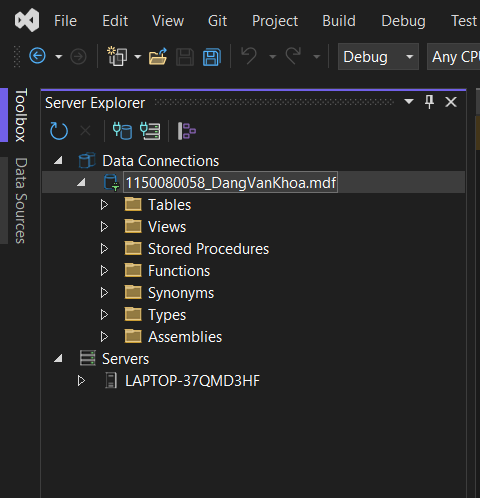 File Edit View Git Project Build Debug Test
Debug Any CPU
Toolbox
Data Sources
Server Explorer
Data Connections
1150080058_DangVanKhoa.mdf
Tables
Views
Stored Procedures
Functions
Synonyms
Types
Assemblies
Servers
LAPTOP-37QMD3HF